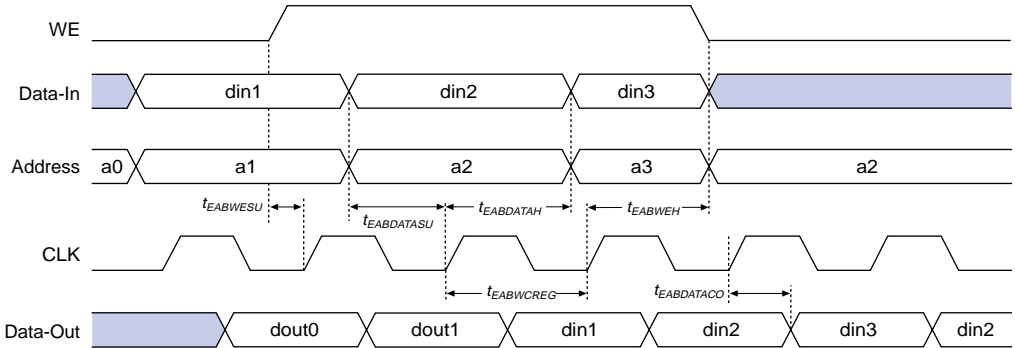 WE
Data-In din1 din2 din3
Address a0 a1 a2 a3 a2
tEABWESU tEABDATASU tEABDATAH tEABWEH
CLK
tEABWCREG tEABDATACO
Data-Out dout0 dout1 din1 din2 din3 din2